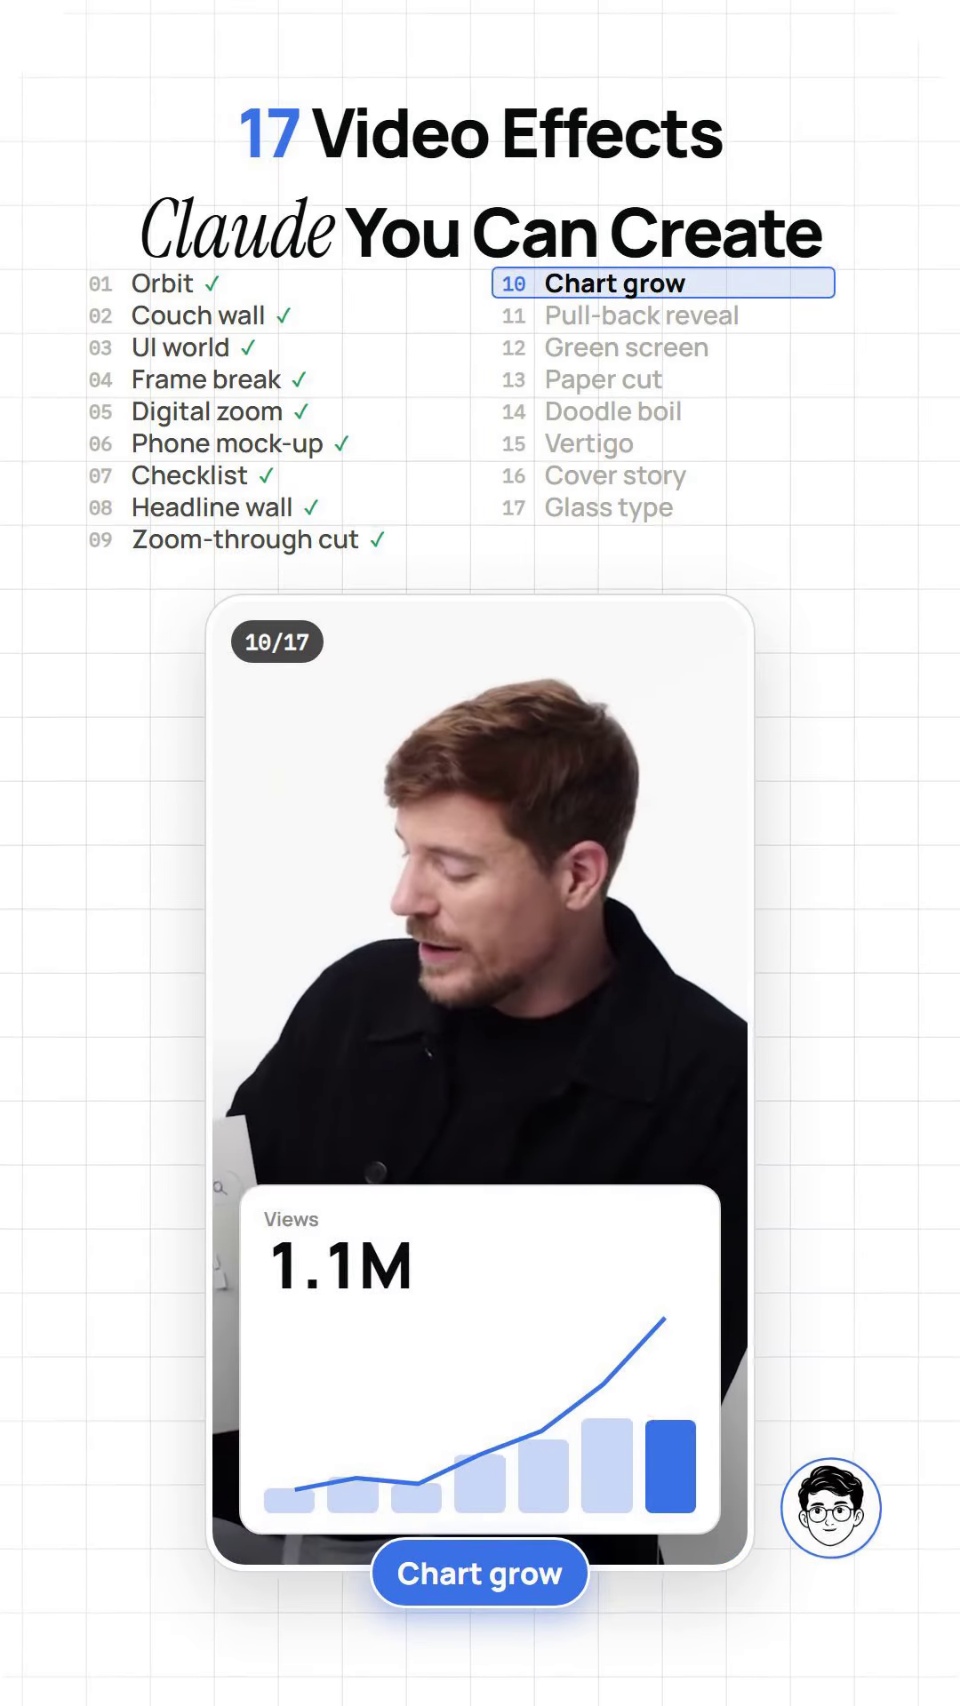 17 Video Effects
Claude You Can Create
01 Orbit ✓
02 Couch wall ✓
03 UI world ✓
04 Frame break ✓
05 Digital zoom ✓
06 Phone mock-up ✓
07 Checklist ✓
08 Headline wall ✓
09 Zoom-through cut ✓
10 Chart grow
11 Pull-back reveal
12 Green screen
13 Paper cut
14 Doodle boil
15 Vertigo
16 Cover story
17 Glass type
10/17
Views
1.1M
Chart grow